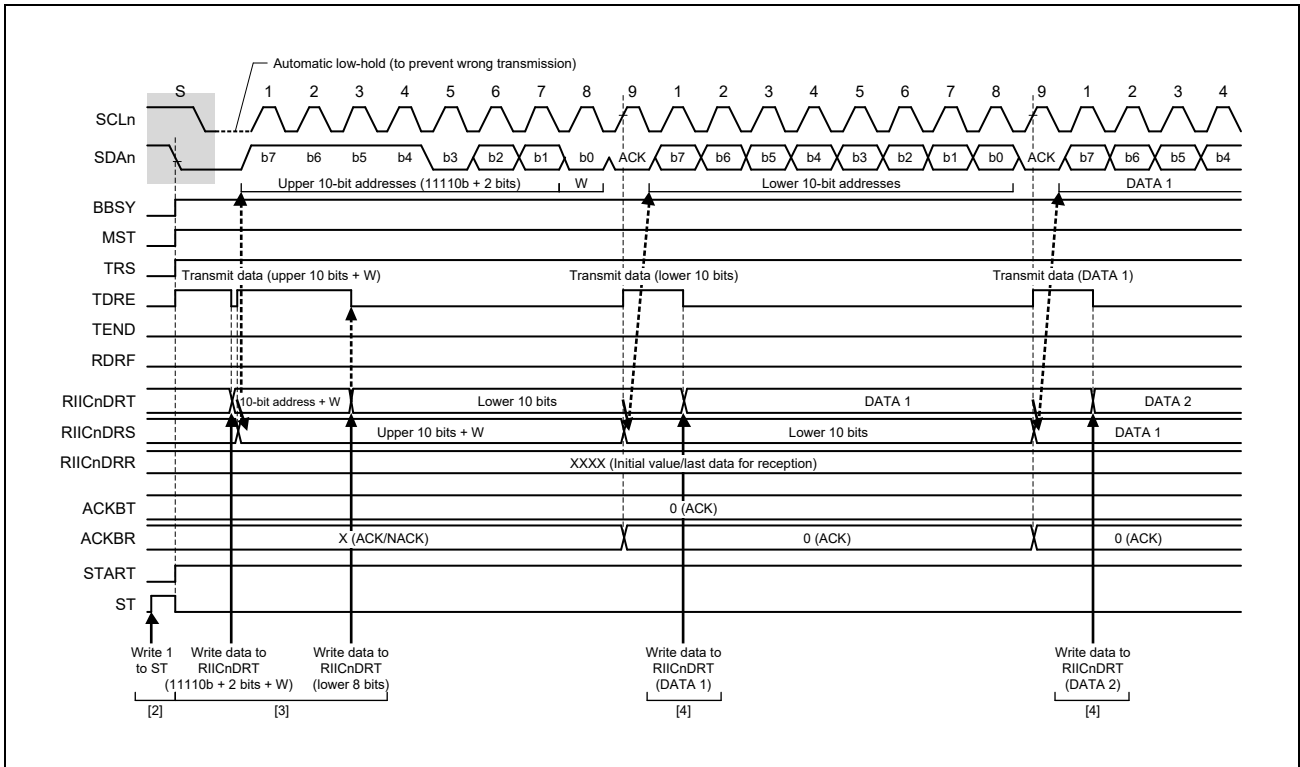 Automatic low-hold (to prevent wrong transmission)
S 1 2 3 4 5 6 7 8 9 1 2 3 4 5 6 7 8 9 1 2 3 4
SCLn
SDAn b7 b6 b5 b4 b3 b2 b1 b0 ACK b7 b6 b5 b4 b3 b2 b1 b0 ACK b7 b6 b5 b4
Upper 10-bit addresses (11110b + 2 bits) W Lower 10-bit addresses DATA 1
BBSY
MST
TRS
Transmit data (upper 10 bits + W) Transmit data (lower 10 bits) Transmit data (DATA 1)
TDRE
TEND
RDRF
RIICnDRT 10-bit address + W Lower 10 bits DATA 1 DATA 2
RIICnDRS Upper 10 bits + W Lower 10 bits DATA 1
RIICnDRR XXXX (Initial value/last data for reception)
ACKBT 0 (ACK)
ACKBR X (ACK/NACK) 0 (ACK) 0 (ACK)
START
ST
Write 1 Write data to Write data to Write data to Write data to
to ST RIICnDRT RIICnDRT RIICnDRT RIICnDRT
(11110b + 2 bits + W) (lower 8 bits) (DATA 1) (DATA 2)
[2] [3] [4] [4]